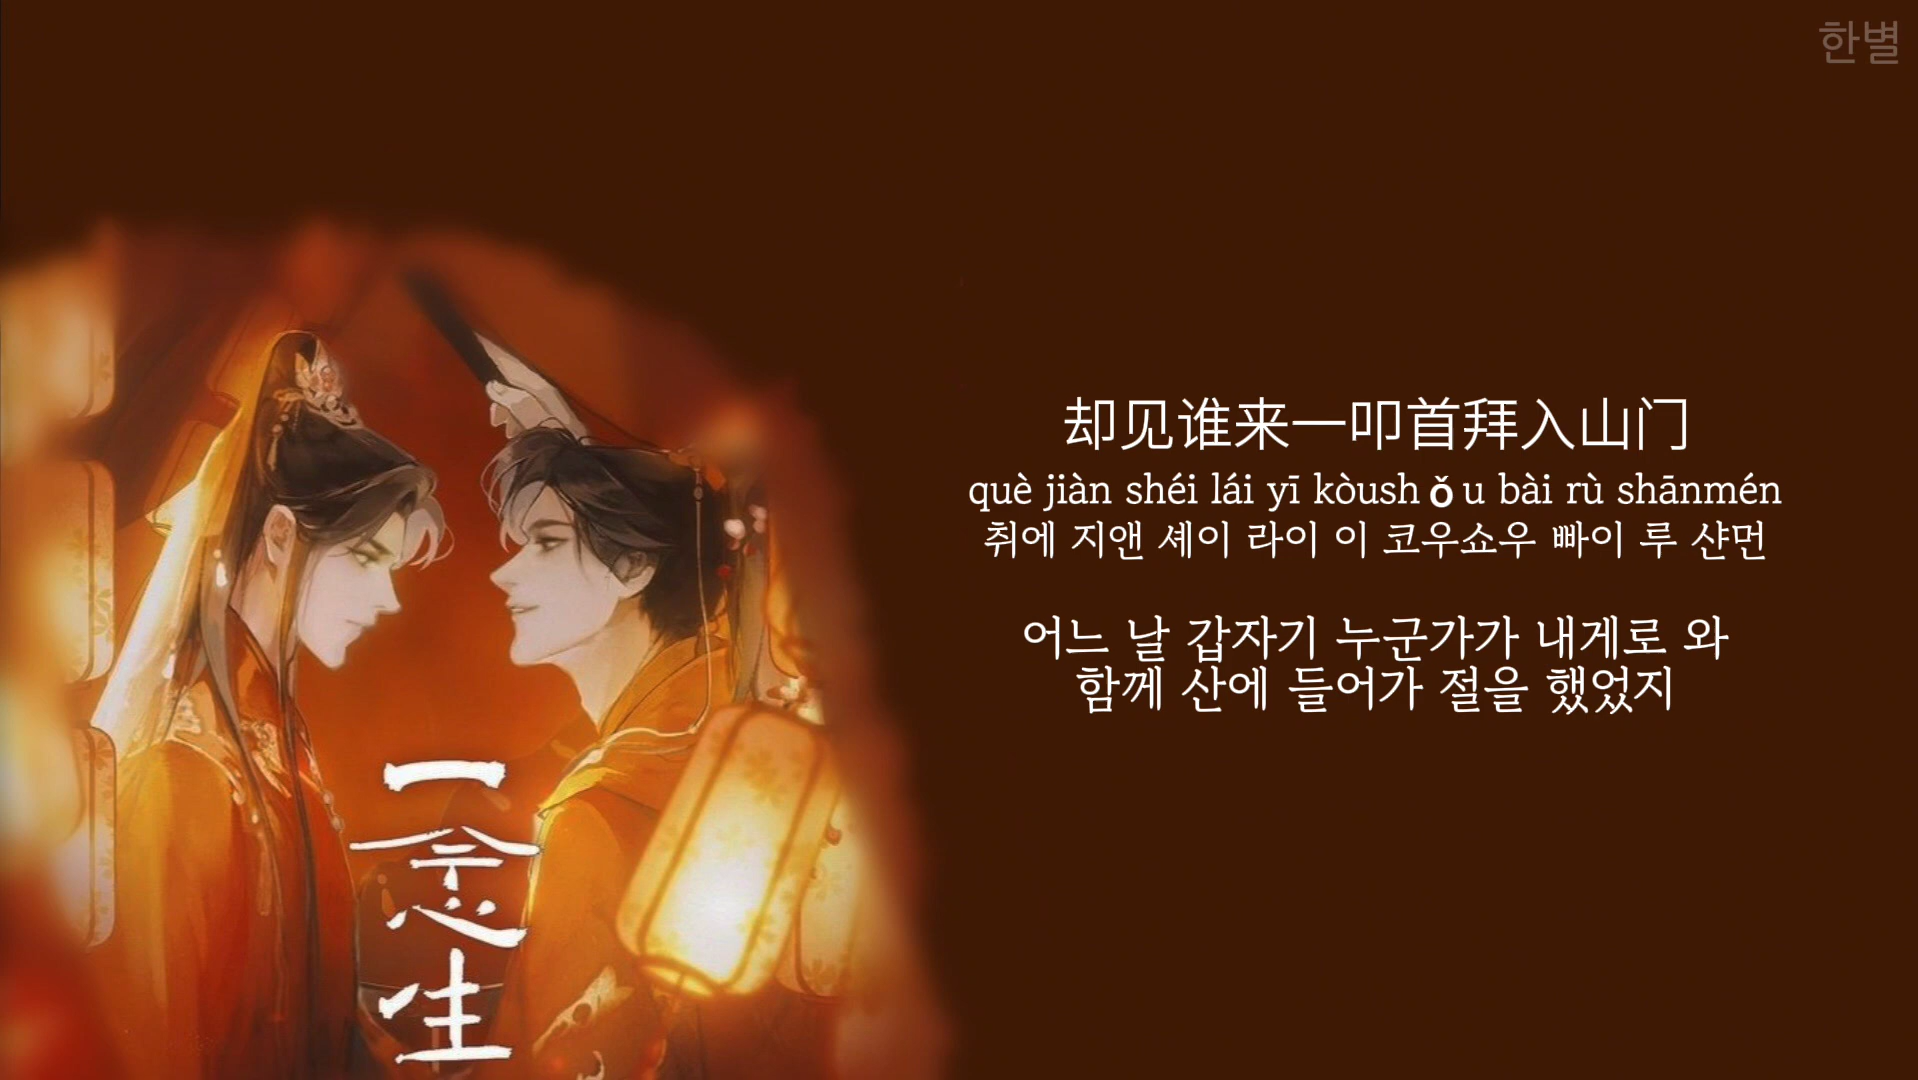 한별
却见谁来一叩首拜入山门
què jiàn shéi lái yī kòushǒu bài rù shānmén
취에 지앤 셰이 라이 이 코우쇼우 빠이 루 샨먼
어느 날 갑자기 누군가가 내게로 와
함께 산에 들어가 절을 했었지
一念生